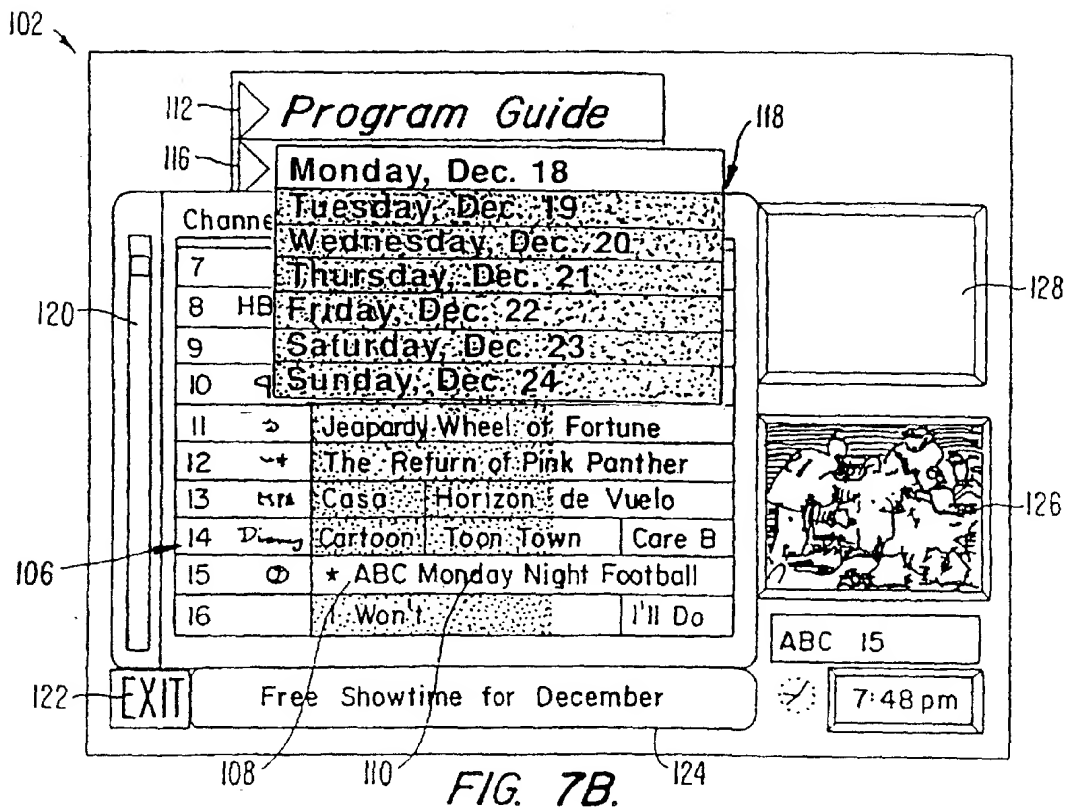 102
112
Program Guide
118
116
Monday, Dec. 18
Tuesday, Dec. 19
Wednesday, Dec. 20
Thursday, Dec. 21
Friday, Dec. 22
Saturday, Dec. 23
Sunday, Dec. 24
Channe
7
8 HB
9
10
120
128
11 Jeopardy Wheel of Fortune
12 The Return of Pink Panther
13 Casa Horizon de Vuelo
14 Cartoon Toon Town Care B
15 * ABC Monday Night Football
16 I Won't I'll Do
126
106
ABC 15
122
EXIT
Free Showtime for December
7:48 pm
108
110
124
FIG. 7B.